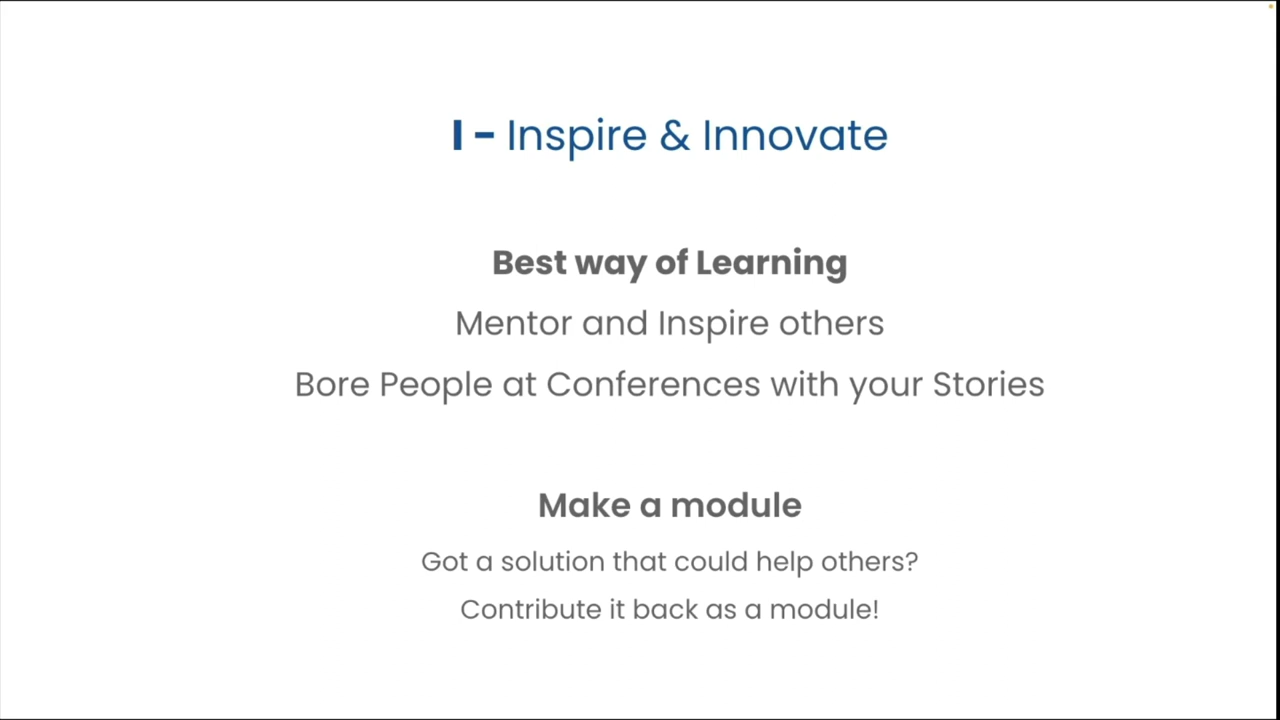 I - Inspire & Innovate
Best way of Learning
Mentor and Inspire others
Bore People at Conferences with your Stories
Make a module
Got a solution that could help others?
Contribute it back as a module!